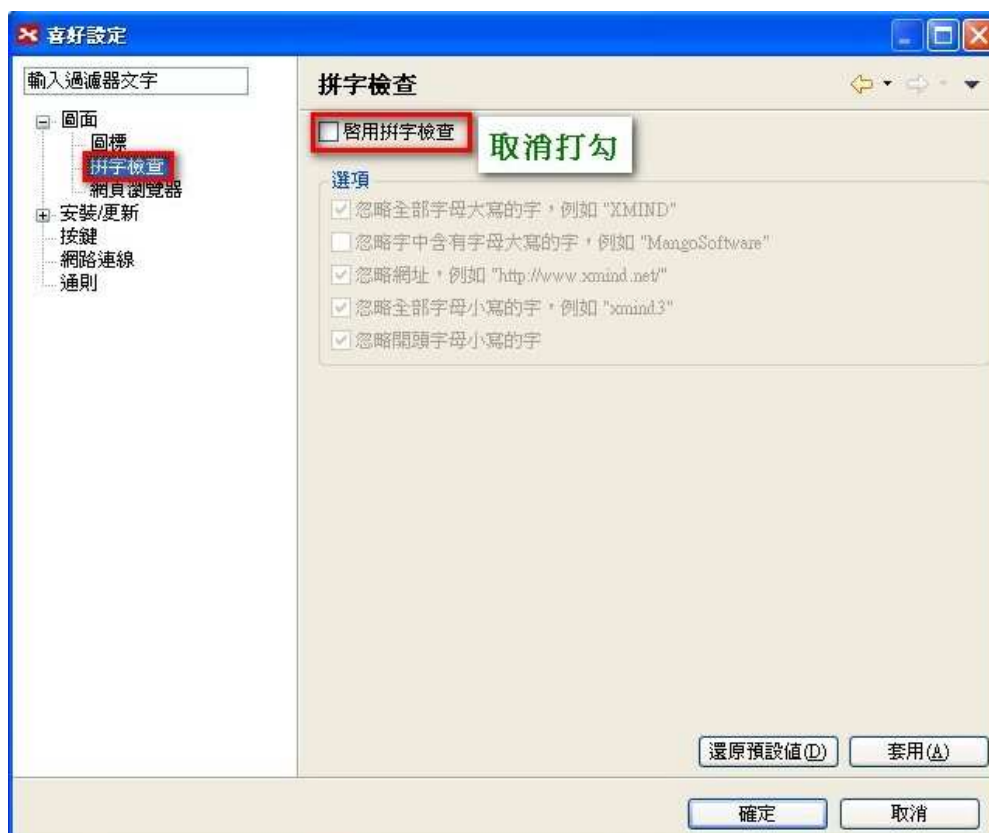 喜好設定
輸入過濾器文字
圖面
圖標
拼字檢查
網頁瀏覽器
安裝/更新
按鍵
網路連線
通則
拼字檢查
啓用拼字檢查
取消打勾
選項
忽略全部字母大寫的字，例如 "XMIND"
忽略字中含有字母大寫的字，例如 "MangoSoftware"
忽略網址，例如 "http://www.xmind.net/"
忽略全部字母小寫的字，例如 "xmind3"
忽略開頭字母小寫的字
還原預設值(D) 套用(A)
確定 取消